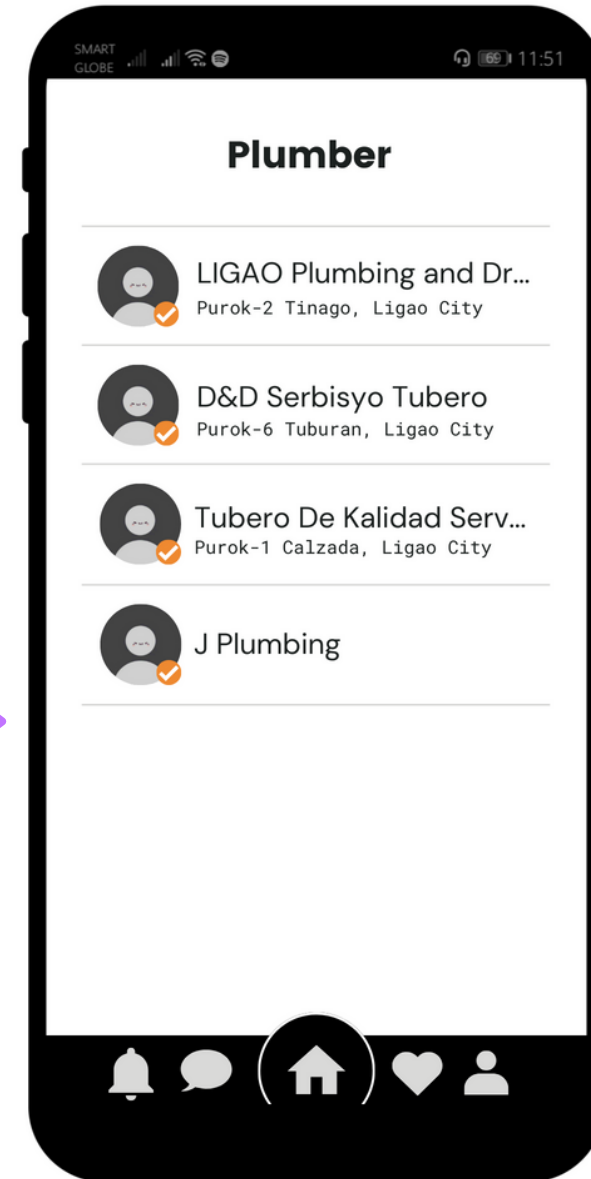 SMART
GLOBE
69 11:51
Plumber
LIGAO Plumbing and Dr...
Purok-2 Tinago, Ligao City
D&D Serbisyo Tubero
Purok-6 Tuburan, Ligao City
Tubero De Kalidad Serv...
Purok-1 Calzada, Ligao City
J Plumbing